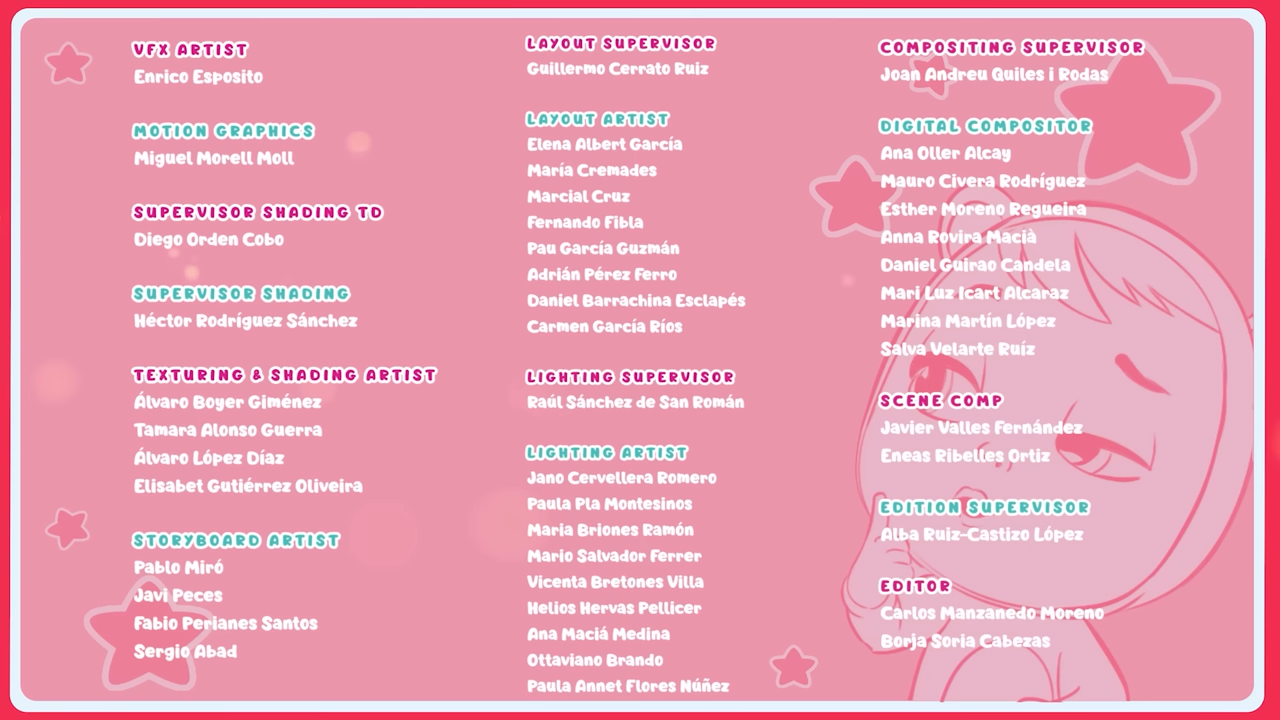 VFX ARTIST
Enrico Esposito
MOTION GRAPHICS
Miguel Morell Moll
SUPERVISOR SHADING TD
Diego Orden Cobo
SUPERVISOR SHADING
Héctor Rodríguez Sánchez
TEXTURING & SHADING ARTIST
Álvaro Boyer Giménez
Tamara Alonso Guerra
Álvaro López Díaz
Elisabet Gutiérrez Oliveira
STORYBOARD ARTIST
Pablo Miró
Javi Peces
Fabio Perianes Santos
Sergio Abad
LAYOUT SUPERVISOR
Guillermo Cerrato Ruiz
LAYOUT ARTIST
Elena Albert García
María Cremades
Marcial Cruz
Fernando Fibla
Pau García Guzmán
Adrián Pérez Ferro
Daniel Barrachina Esclapés
Carmen García Ríos
LIGHTING SUPERVISOR
Raúl Sánchez de San Román
LIGHTING ARTIST
Jano Cervellera Romero
Paula Pla Montesinos
Maria Briones Ramón
Mario Salvador Ferrer
Vicenta Bretones Villa
Helios Hervas Pellicer
Ana Maciá Medina
Ottaviano Brando
Paula Annet Flores Núñez
COMPOSITING SUPERVISOR
Joan Andreu Quiles i Rodas
DIGITAL COMPOSITOR
Ana Oller Alcay
Mauro Civera Rodríguez
Esther Moreno Regueira
Anna Rovira Macià
Daniel Guirao Candela
Mari Luz Icart Alcaraz
Marina Martín López
Salva Velarte Ruíz
SCENE COMP
Javier Valles Fernández
Eneas Ribelles Ortiz
EDITION SUPERVISOR
Alba Ruiz-Castizo López
EDITOR
Carlos Manzanedo Moreno
Borja Soria Cabezas